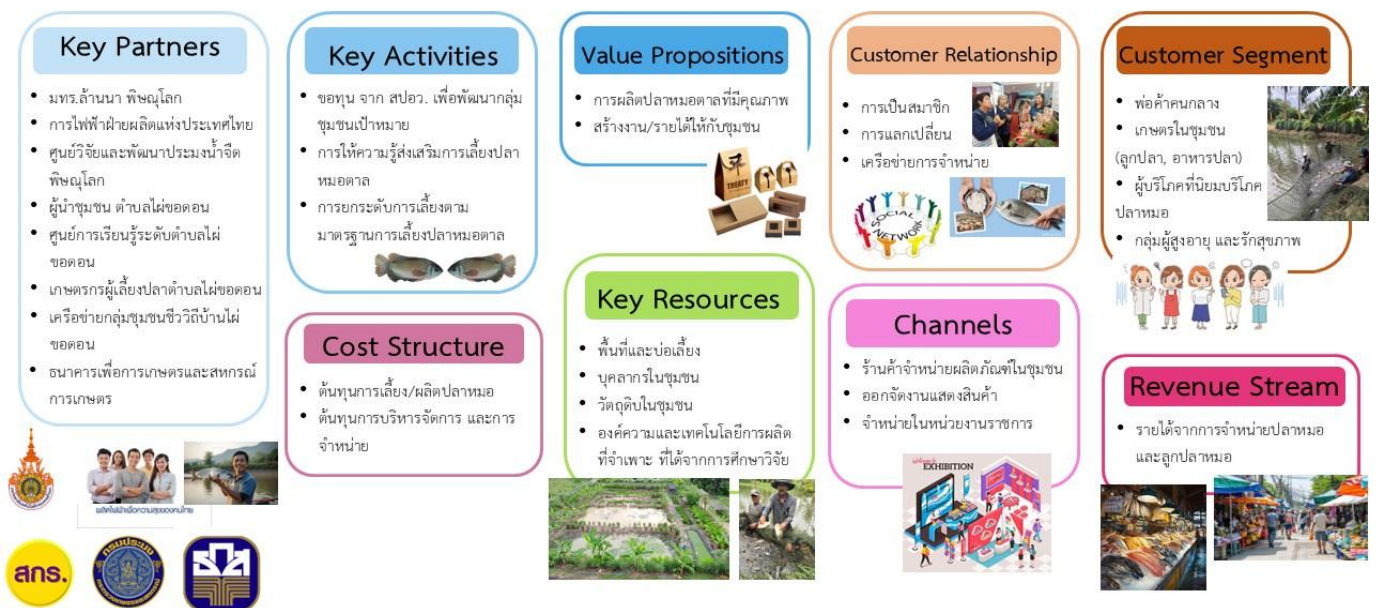 Key Partners
• มทร.ล้านนา พิษณุโลก
• การไฟฟ้าฝ่ายผลิตแห่งประเทศไทย
• ศูนย์วิจัยและพัฒนาประมงน้ำจืด
พิษณุโลก
• ผู้นำชุมชน ตำบลไผ่ขอดอน
• ศูนย์การเรียนรู้ระดับตำบลไผ่
ขอดอน
• เกษตรกรผู้เลี้ยงปลาตำบลไผ่ขอดอน
• เครือข่ายกลุ่มชุมชนชีววิถีบ้านไผ่
ขอดอน
• ธนาคารเพื่อการเกษตรและสหกรณ์
การเกษตร
ผลิตไฟฟ้าเพื่อความสุขของคนไทย
สกร.
กรมประมง
ธกส
Key Activities
• ขอทุน จาก สปอว. เพื่อพัฒนากลุ่ม
ชุมชนเป้าหมาย
• การให้ความรู้ส่งเสริมการเลี้ยงปลา
หมอตาล
• การยกระดับการเลี้ยงตาม
มาตรฐานการเลี้ยงปลาหมอตาล
Cost Structure
• ต้นทุนการเลี้ยง/ผลิตปลาหมอ
• ต้นทุนการบริหารจัดการ และการ
จำหน่าย
Value Propositions
• การผลิตปลาหมอตาลที่มีคุณภาพ
• สร้างงาน/รายได้ให้กับชุมชน
TREATY
Key Resources
• พื้นที่และบ่อเลี้ยง
• บุคลากรในชุมชน
• วัตถุดิบในชุมชน
• องค์ความและเทคโนโลยีการผลิต
ที่จำเพาะ ที่ได้จากการศึกษาวิจัย
Customer Relationship
• การเป็นสมาชิก
• การแลกเปลี่ยน
• เครือข่ายการจำหน่าย
SOCIAL
NETWORK
Channels
• ร้านค้าจำหน่ายผลิตภัณฑ์ในชุมชน
• ออกจัดงานแสดงสินค้า
• จำหน่ายในหน่วยงานราชการ
EXHIBITION
Customer Segment
• พ่อค้าคนกลาง
• เกษตรในชุมชน
(ลูกปลา, อาหารปลา)
• ผู้บริโภคที่นิยมบริโภค
ปลาหมอ
• กลุ่มผู้สูงอายุ และรักสุขภาพ
Revenue Stream
• รายได้จากการจำหน่ายปลาหมอ
และลูกปลาหมอ